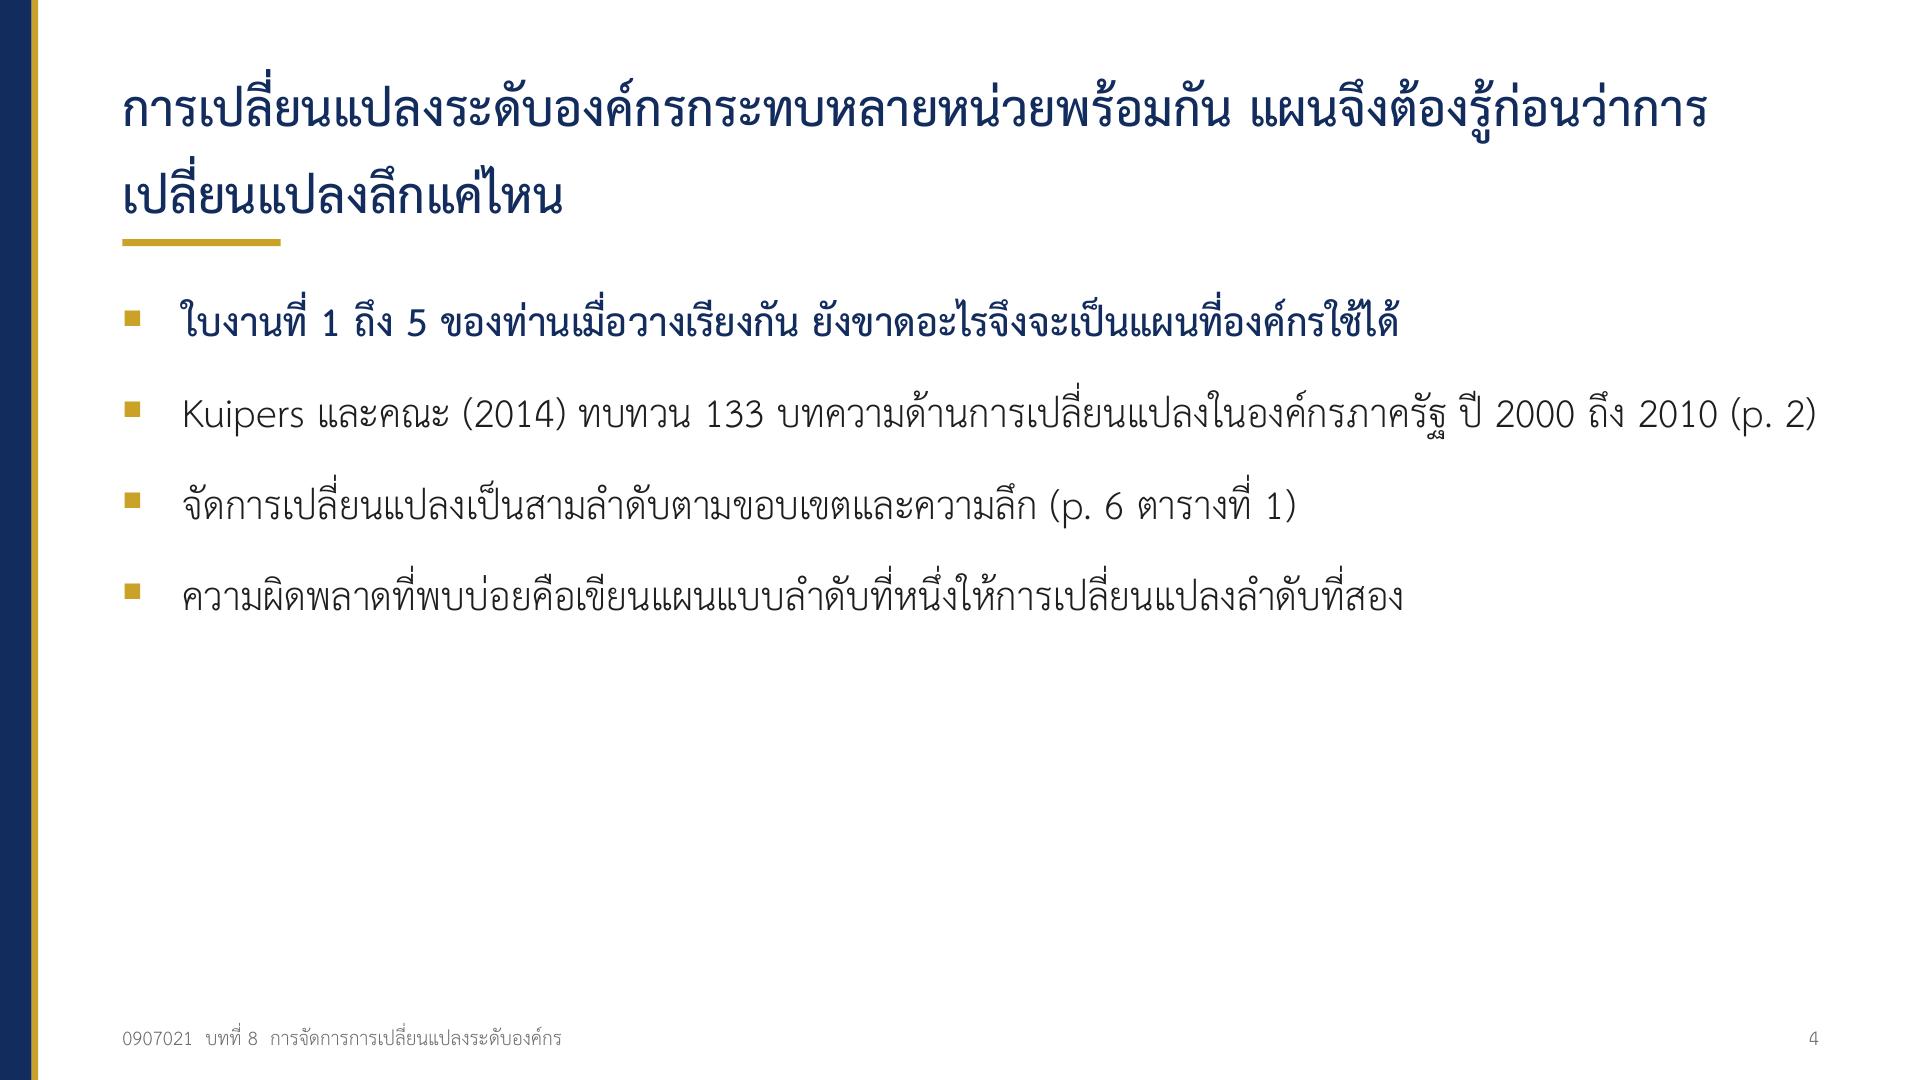 การเปลี่ยนแปลงระดับองค์กรกระทบหลายหน่วยพร้อมกัน แผนจึงต้องรู้ก่อนว่าการ
เปลี่ยนแปลงลึกแค่ไหน
▪ ใบงานที่ 1 ถึง 5 ของท่านเมื่อวางเรียงกัน ยังขาดอะไรจึงจะเป็นแผนที่องค์กรใช้ได้
▪ Kuipers และคณะ (2014) ทบทวน 133 บทความด้านการเปลี่ยนแปลงในองค์กรภาครัฐ ปี 2000 ถึง 2010 (p. 2)
▪ จัดการเปลี่ยนแปลงเป็นสามลำดับตามขอบเขตและความลึก (p. 6 ตารางที่ 1)
▪ ความผิดพลาดที่พบบ่อยคือเขียนแผนแบบลำดับที่หนึ่งให้การเปลี่ยนแปลงลำดับที่สอง
0907021 บทที่ 8 การจัดการการเปลี่ยนแปลงระดับองค์กร
4